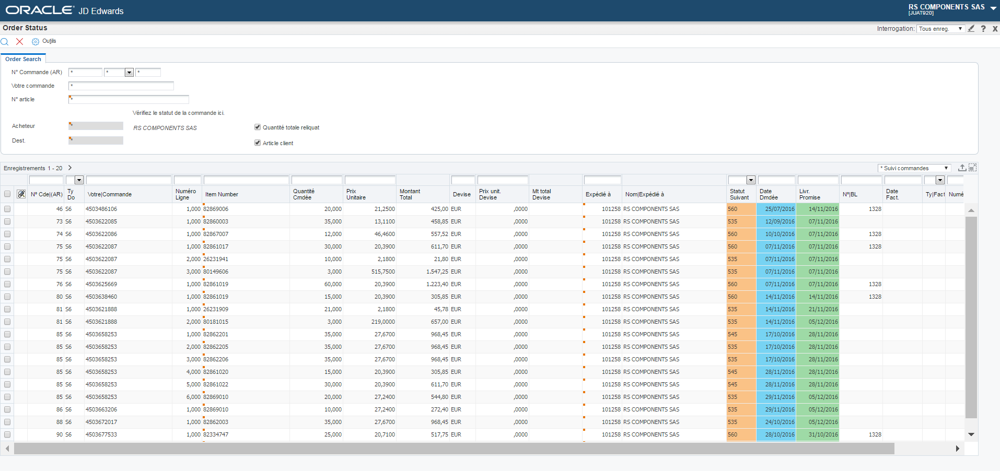 ORACLE® JD Edwards
RS COMPONENTS SAS
[JUAT920]
Order Status
Interrogation: Tous enreg.
? X
Outils
Order Search
N° Commande (AR) * * *
Votre commande *
N° article *
Vérifiez le statut de la commande ici.
Acheteur * RS COMPONENTS SAS
Quantité totale reliquat
Dest. *
Article client
Enregistrements 1 - 20 >
* Suivi commandes
N° Cde|(AR) Ty Do Votre|Commande Numéro Ligne Item Number Quantité Cmdée Prix Unitaire Montant Total Devise Prix unit. Devise Mt total Devise Expédié à Nom|Expédié à Statut Suivant Date Dmdée Livr. Promise N°|BL Date Fact. Ty|Fact Numé
46 S6 4503486106 1,000 82869006 20,000 21,2500 425,00 EUR ,0000 101258 RS COMPONENTS SAS 560 25/07/2016 14/11/2016 1328
73 S6 4503622085 1,000 82860003 35,000 13,1100 458,85 EUR ,0000 101258 RS COMPONENTS SAS 535 12/09/2016 07/11/2016
74 S6 4503622086 1,000 82867007 12,000 46,4600 557,52 EUR ,0000 101258 RS COMPONENTS SAS 560 10/10/2016 07/11/2016 1328
75 S6 4503622087 1,000 82861017 30,000 20,3900 611,70 EUR ,0000 101258 RS COMPONENTS SAS 560 07/11/2016 07/11/2016 1328
75 S6 4503622087 2,000 26231941 10,000 2,1800 21,80 EUR ,0000 101258 RS COMPONENTS SAS 535 07/11/2016 07/11/2016
75 S6 4503622087 3,000 80149606 3,000 515,7500 1.547,25 EUR ,0000 101258 RS COMPONENTS SAS 535 07/11/2016 07/11/2016
76 S6 4503625669 1,000 82861019 60,000 20,3900 1.223,40 EUR ,0000 101258 RS COMPONENTS SAS 560 07/11/2016 07/11/2016 1328
80 S6 4503638460 1,000 82861019 15,000 20,3900 305,85 EUR ,0000 101258 RS COMPONENTS SAS 560 14/11/2016 14/11/2016 1328
81 S6 4503621888 1,000 26231909 21,000 2,1800 45,78 EUR ,0000 101258 RS COMPONENTS SAS 535 14/11/2016 21/11/2016
81 S6 4503621888 2,000 80181015 3,000 219,0000 657,00 EUR ,0000 101258 RS COMPONENTS SAS 535 14/11/2016 05/12/2016
85 S6 4503658253 1,000 82862201 35,000 27,6700 968,45 EUR ,0000 101258 RS COMPONENTS SAS 545 17/10/2016 28/11/2016
85 S6 4503658253 2,000 82862205 35,000 27,6700 968,45 EUR ,0000 101258 RS COMPONENTS SAS 535 17/10/2016 28/11/2016
85 S6 4503658253 3,000 82862206 35,000 27,6700 968,45 EUR ,0000 101258 RS COMPONENTS SAS 535 17/10/2016 28/11/2016
85 S6 4503658253 4,000 82861020 15,000 20,3900 305,85 EUR ,0000 101258 RS COMPONENTS SAS 545 28/11/2016 28/11/2016
85 S6 4503658253 5,000 82861022 30,000 20,3900 611,70 EUR ,0000 101258 RS COMPONENTS SAS 545 28/11/2016 28/11/2016
85 S6 4503658253 6,000 82869010 20,000 27,2400 544,80 EUR ,0000 101258 RS COMPONENTS SAS 535 29/11/2016 05/12/2016
86 S6 4503663206 1,000 82869010 10,000 27,2400 272,40 EUR ,0000 101258 RS COMPONENTS SAS 535 29/11/2016 05/12/2016
88 S6 4503672017 1,000 82862003 35,000 27,6700 968,45 EUR ,0000 101258 RS COMPONENTS SAS 535 24/10/2016 05/12/2016
90 S6 4503677533 1,000 82334747 25,000 20,7100 517,75 EUR ,0000 101258 RS COMPONENTS SAS 560 28/10/2016 31/10/2016 1328